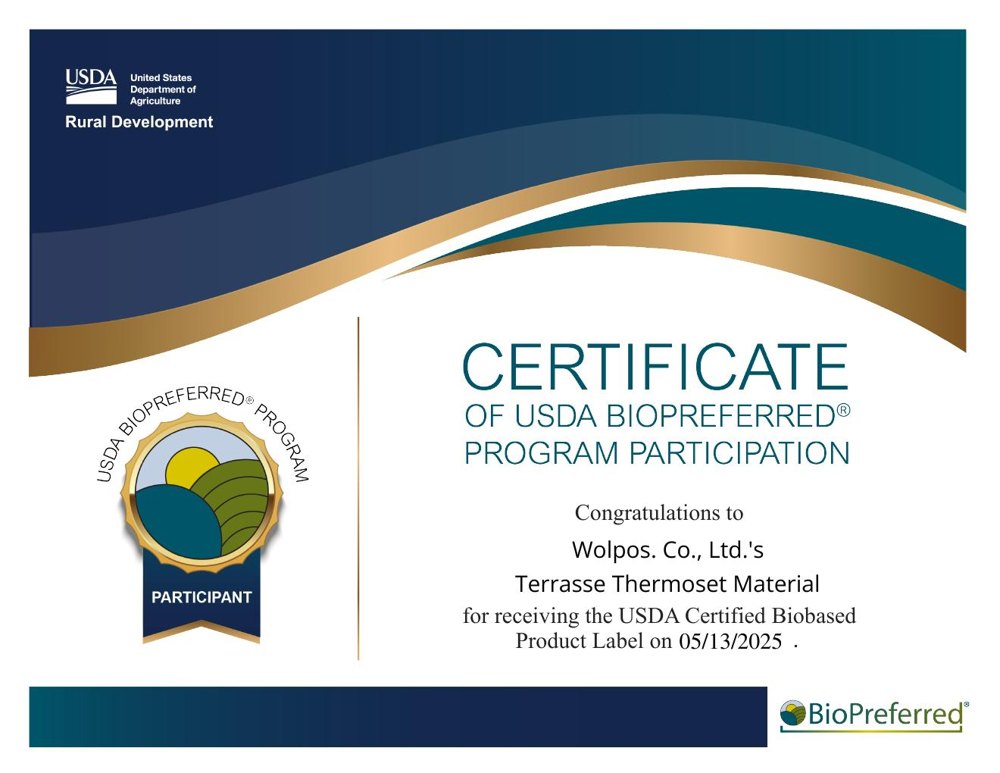 USDA
United States
Department of
Agriculture
Rural Development
USDA BIOPREFERRED® PROGRAM
PARTICIPANT
CERTIFICATE
OF USDA BIOPREFERRED®
PROGRAM PARTICIPATION
Congratulations to
Wolpos. Co., Ltd.'s
Terrasse Thermoset Material
for receiving the USDA Certified Biobased
Product Label on 05/13/2025 .
BioPreferred®